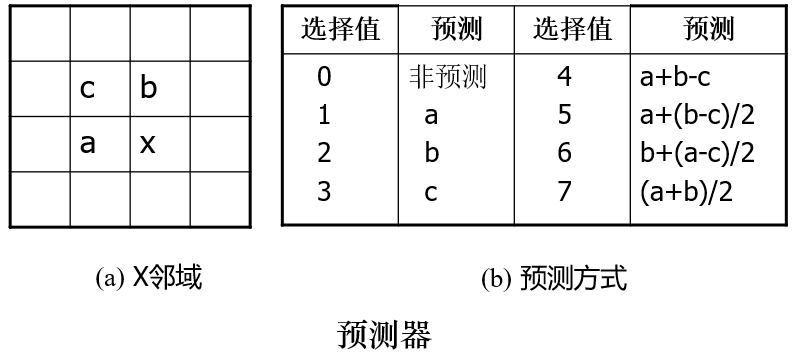 c b
a x
(a) X邻域
选择值 预测 选择值 预测
0 非预测 4 a+b-c
1 a 5 a+(b-c)/2
2 b 6 b+(a-c)/2
3 c 7 (a+b)/2
(b) 预测方式
预测器